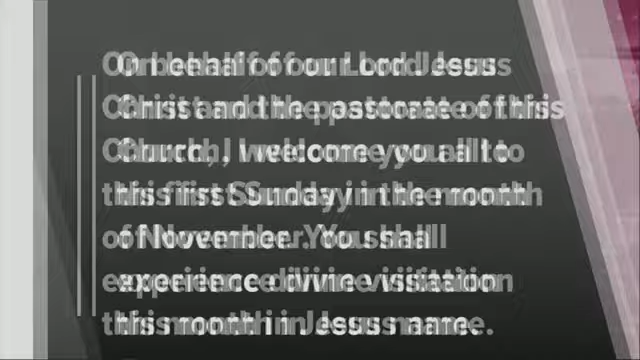 On behalf of our Lord Jesus
Christ and the pastorate of this
Church, I welcome you all to
this first Sunday in the month
of November. You shall
experience divine visitation
this month in Jesus name.